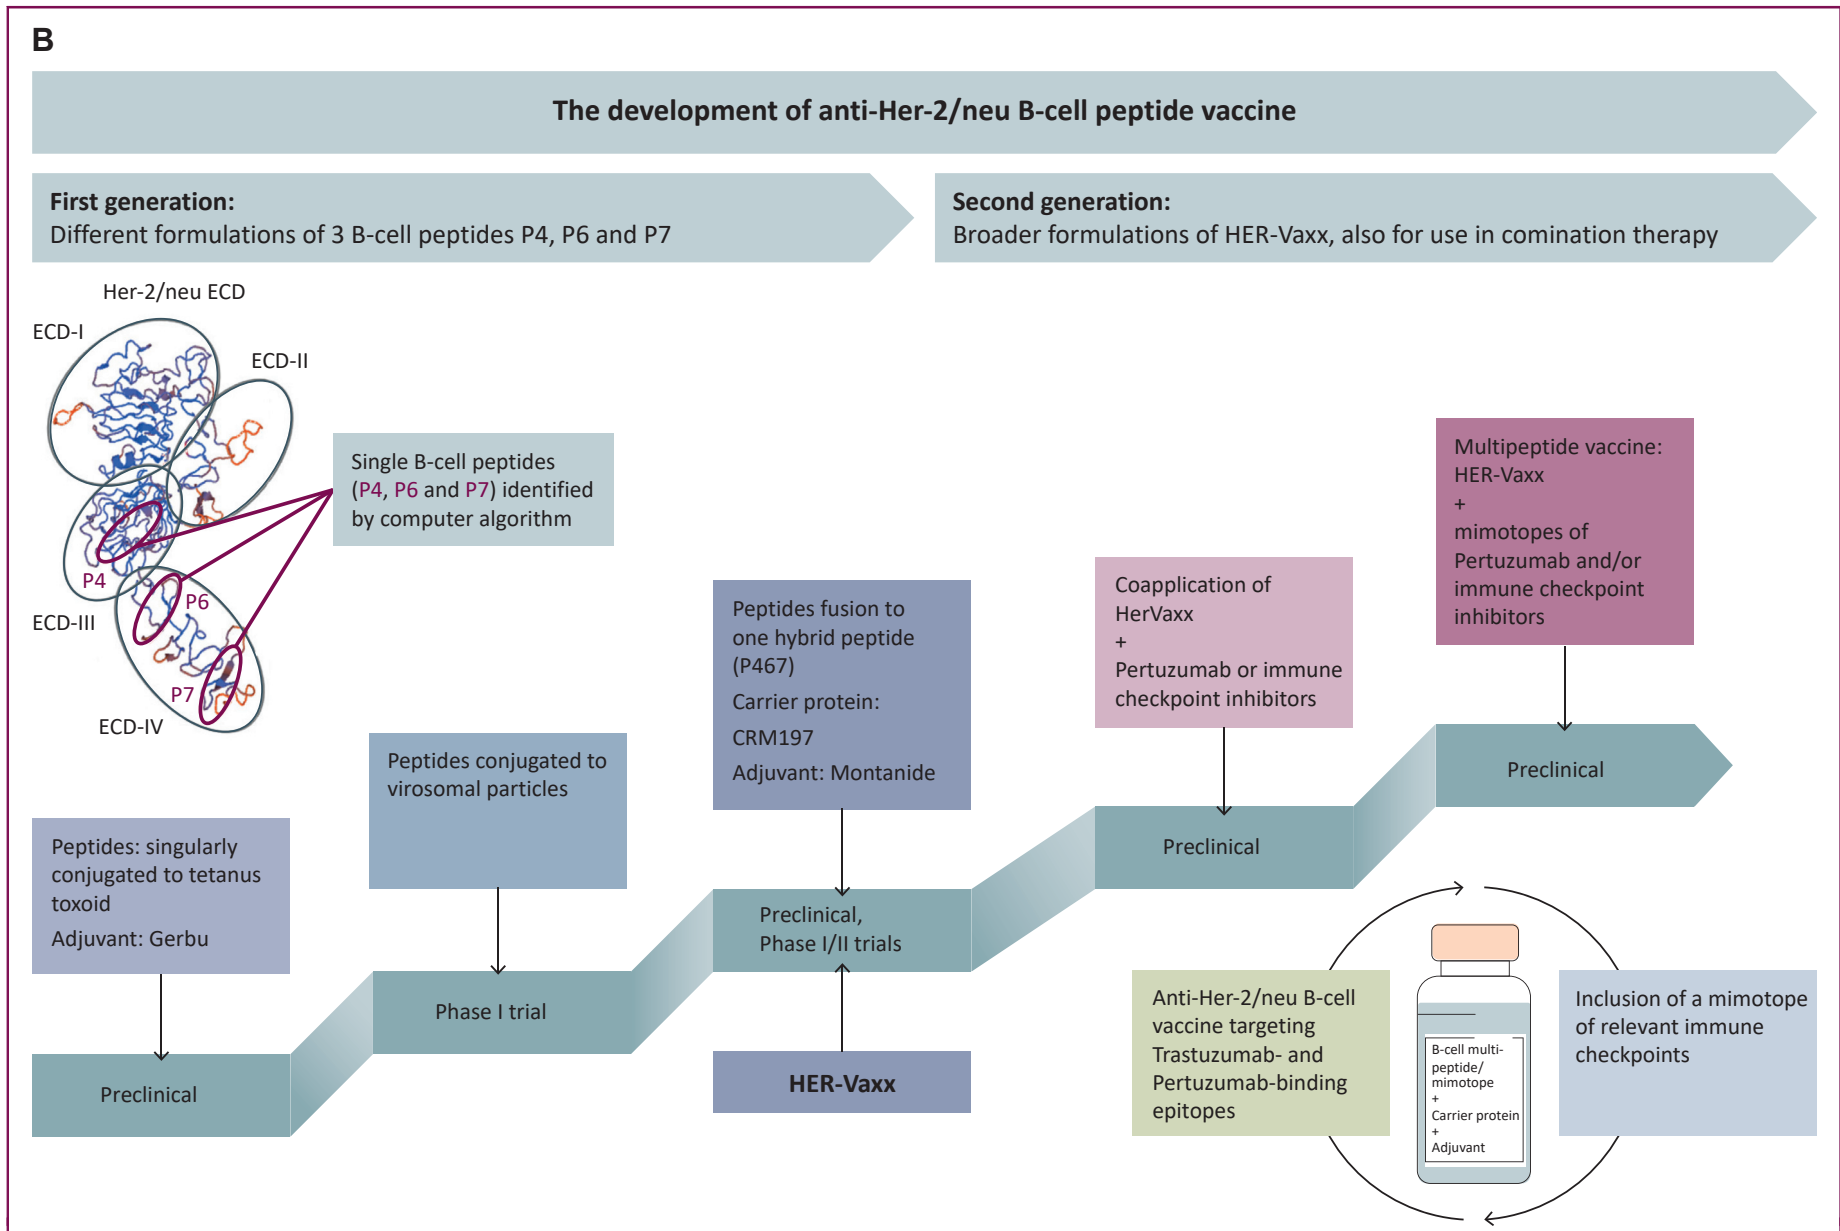 B
The development of anti-Her-2/neu B-cell peptide vaccine
First generation:
Different formulations of 3 B-cell peptides P4, P6 and P7
Second generation:
Broader formulations of HER-Vaxx, also for use in comination therapy
Her-2/neu ECD
ECD-I
ECD-II
P4
P6
ECD-III
P7
ECD-IV
Single B-cell peptides
(P4, P6 and P7) identified
by computer algorithm
Peptides: singularly
conjugated to tetanus
toxoid
Adjuvant: Gerbu
Preclinical
Peptides conjugated to
virosomal particles
Phase I trial
Peptides fusion to
one hybrid peptide
(P467)
Carrier protein:
CRM197
Adjuvant: Montanide
Preclinical,
Phase I/II trials
HER-Vaxx
Coapplication of
HerVaxx
+
Pertuzumab or immune
checkpoint inhibitors
Preclinical
Multipeptide vaccine:
HER-Vaxx
+
mimotopes of
Pertuzumab and/or
immune checkpoint
inhibitors
Preclinical
Anti-Her-2/neu B-cell
vaccine targeting
Trastuzumab- and
Pertuzumab-binding
epitopes
B-cell multi-
peptide/
mimotope
+
Carrier protein
+
Adjuvant
Inclusion of a mimotope
of relevant immune
checkpoints